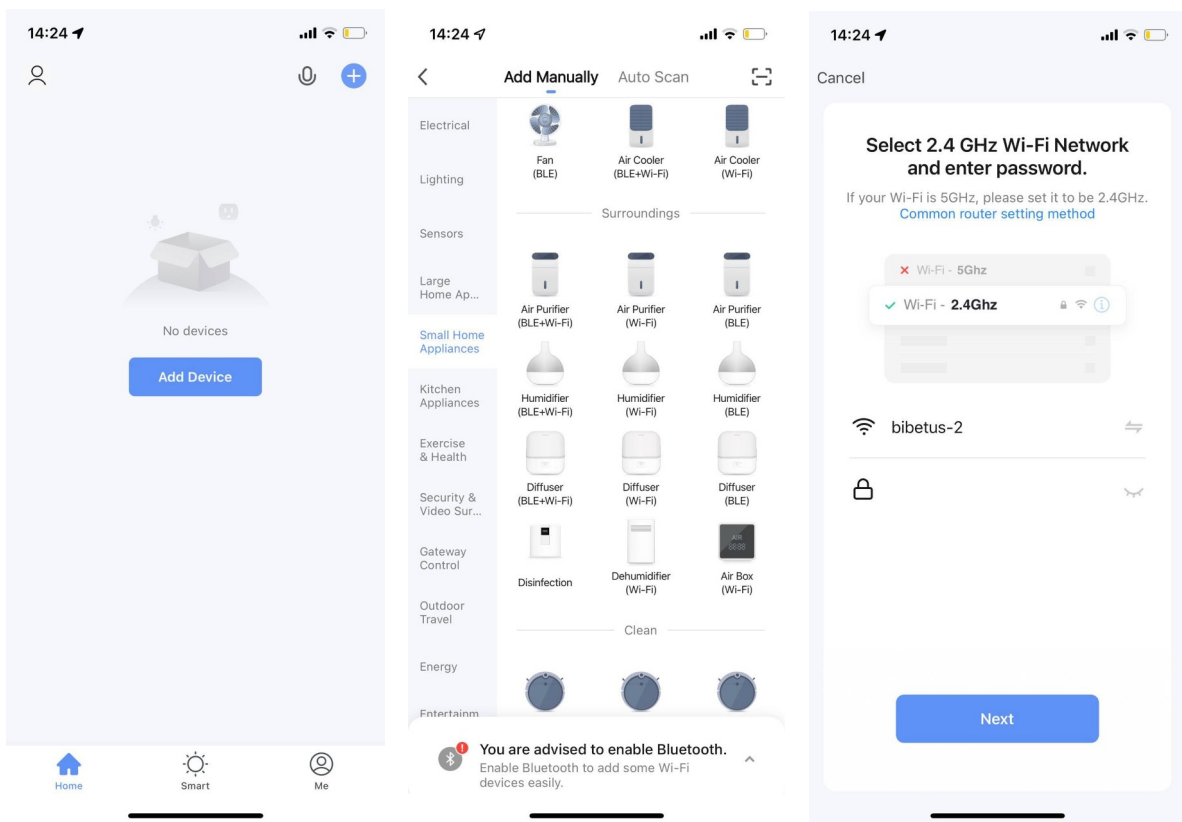 14:24
No devices
Add Device
Home
Smart
Me
14:24
Add Manually
Auto Scan
Electrical
Lighting
Sensors
Large
Home Ap...
Small Home
Appliances
Kitchen
Appliances
Exercise
& Health
Security &
Video Sur...
Gateway
Control
Outdoor
Travel
Energy
Entertainm
Fan
(BLE)
Air Cooler
(BLE+Wi-Fi)
Air Cooler
(Wi-Fi)
Surroundings
Air Purifier
(BLE+Wi-Fi)
Air Purifier
(Wi-Fi)
Air Purifier
(BLE)
Humidifier
(BLE+Wi-Fi)
Humidifier
(Wi-Fi)
Humidifier
(BLE)
Diffuser
(BLE+Wi-Fi)
Diffuser
(Wi-Fi)
Diffuser
(BLE)
AIR
8888
Disinfection
Dehumidifier
(Wi-Fi)
Air Box
(Wi-Fi)
Clean
You are advised to enable Bluetooth.
Enable Bluetooth to add some Wi-Fi
devices easily.
14:24
Cancel
Select 2.4 GHz Wi-Fi Network
and enter password.
If your Wi-Fi is 5GHz, please set it to be 2.4GHz.
Common router setting method
Wi-Fi - 5Ghz
Wi-Fi - 2.4Ghz
bibetus-2
Next